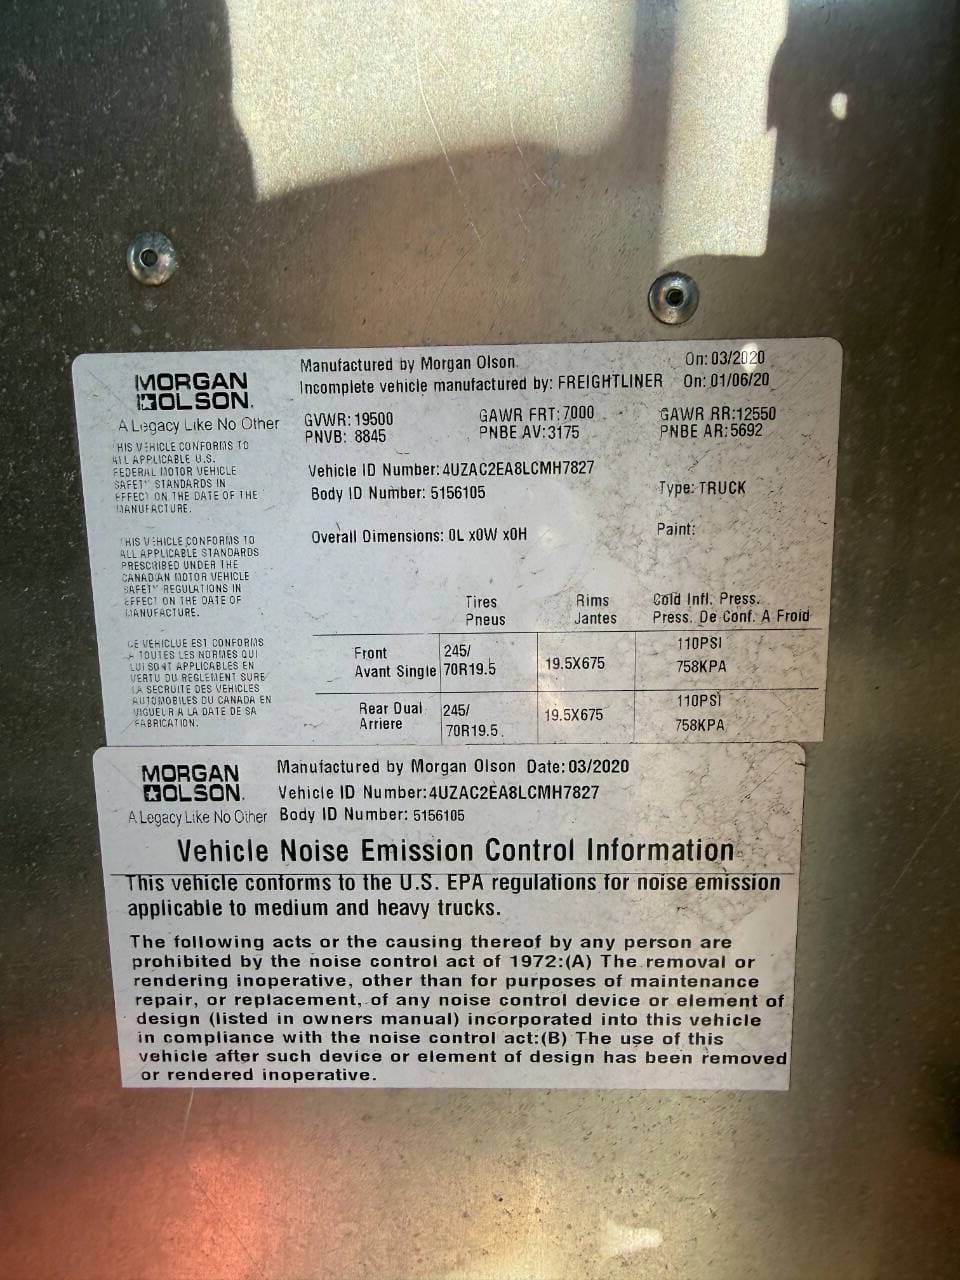 MORGAN
OLSON.
A Legacy Like No Other
Manufactured by Morgan Olson. On: 03/2020
Incomplete vehicle manufactured by: FREIGHTLINER On: 01/06/20
GVWR: 19500 GAWR FRT: 7000 GAWR RR: 12550
PNVB: 8845 PNBE AV: 3175 PNBE AR: 5692
Vehicle ID Number: 4UZAC2EA8LCMH7827
Body ID Number: 5156105 Type: TRUCK
Overall Dimensions: 0L x0W x0H Paint:
THIS VEHICLE CONFORMS TO
ALL APPLICABLE U.S.
FEDERAL MOTOR VEHICLE
SAFETY STANDARDS IN
EFFECT ON THE DATE OF THE
MANUFACTURE.
THIS VEHICLE CONFORMS TO
ALL APPLICABLE STANDARDS
PRESCRIBED UNDER THE
CANADIAN MOTOR VEHICLE
SAFETY REGULATIONS IN
EFFECT ON THE DATE OF
MANUFACTURE.
CE VEHICLUE EST CONFORMS
A TOUTES LES NORMES QUI
LUI SONT APPLICABLES EN
VERTU DU REGLEMENT SURE
LA SECRUITE DES VEHICLES
AUTOMOBILES DU CANADA EN
VIGUEUR A LA DATE DE SA
FABRICATION.
Tires Rims Cold Infl. Press.
Pneus Jantes Press. De Conf. A Froid
Front 245/ 19.5X675 110PSI
Avant Single 70R19.5 758KPA
Rear Dual 245/ 19.5X675 110PSI
Arriere 70R19.5 758KPA
MORGAN
OLSON.
A Legacy Like No Other
Manufactured by Morgan Olson Date: 03/2020
Vehicle ID Number: 4UZAC2EA8LCMH7827
Body ID Number: 5156105
Vehicle Noise Emission Control Information
This vehicle conforms to the U.S. EPA regulations for noise emission
applicable to medium and heavy trucks.
The following acts or the causing thereof by any person are
prohibited by the noise control act of 1972:(A) The removal or
rendering inoperative, other than for purposes of maintenance
repair, or replacement, of any noise control device or element of
design (listed in owners manual) incorporated into this vehicle
in compliance with the noise control act:(B) The use of this
vehicle after such device or element of design has been removed
or rendered inoperative.